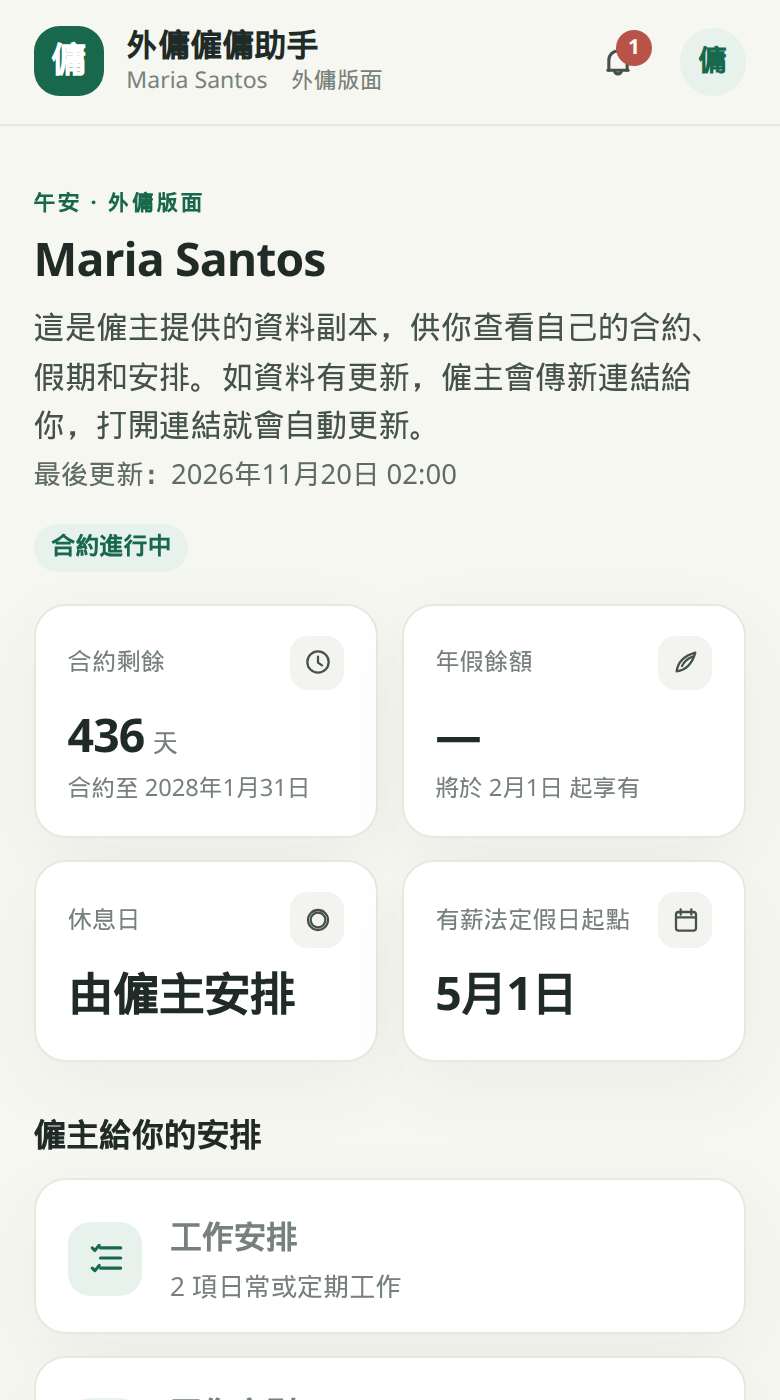 傭
外傭僱傭助手
Maria Santos 外傭版面
1
傭
午安 · 外傭版面
Maria Santos
這是僱主提供的資料副本，供你查看自己的合約、
假期和安排。如資料有更新，僱主會傳新連結給
你，打開連結就會自動更新。
最後更新：2026年11月20日 02:00
合約進行中
合約剩餘
436 天
合約至 2028年1月31日
年假餘額
—
將於 2月1日 起享有
休息日
由僱主安排
有薪法定假日起點
5月1日
僱主給你的安排
工作安排
2 項日常或定期工作